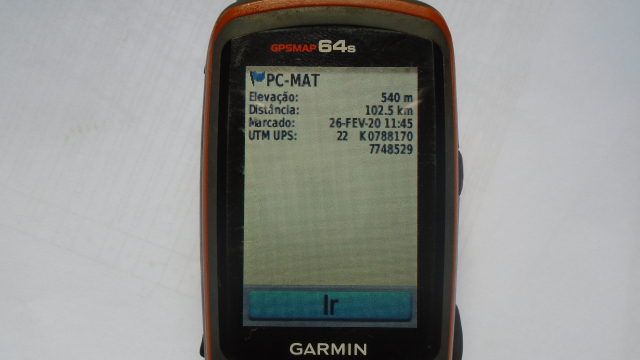 GPSMAP 64s
PC-MAT
Elevação: 540 m
Distância: 102.5 km
Marcado: 26-FEV-20 11:45
UTM UPS: 22 K 0788170
7748529
Ir
GARMIN